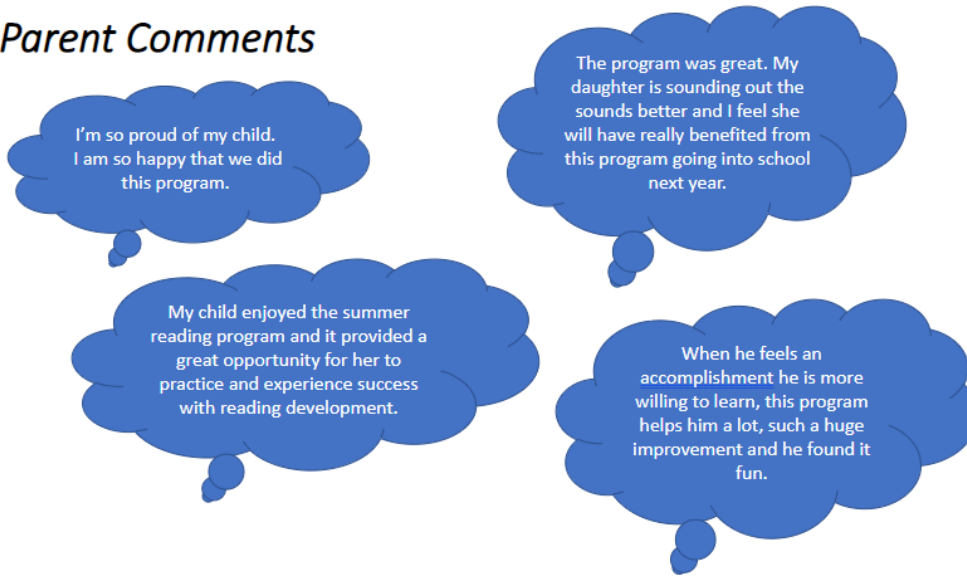 Parent Comments
I'm so proud of my child.
I am so happy that we did
this program.
The program was great. My
daughter is sounding out the
sounds better and I feel she
will have really benefited from
this program going into school
next year.
My child enjoyed the summer
reading program and it provided a
great opportunity for her to
practice and experience success
with reading development.
When he feels an
accomplishment he is more
willing to learn, this program
helps him a lot, such a huge
improvement and he found it
fun.